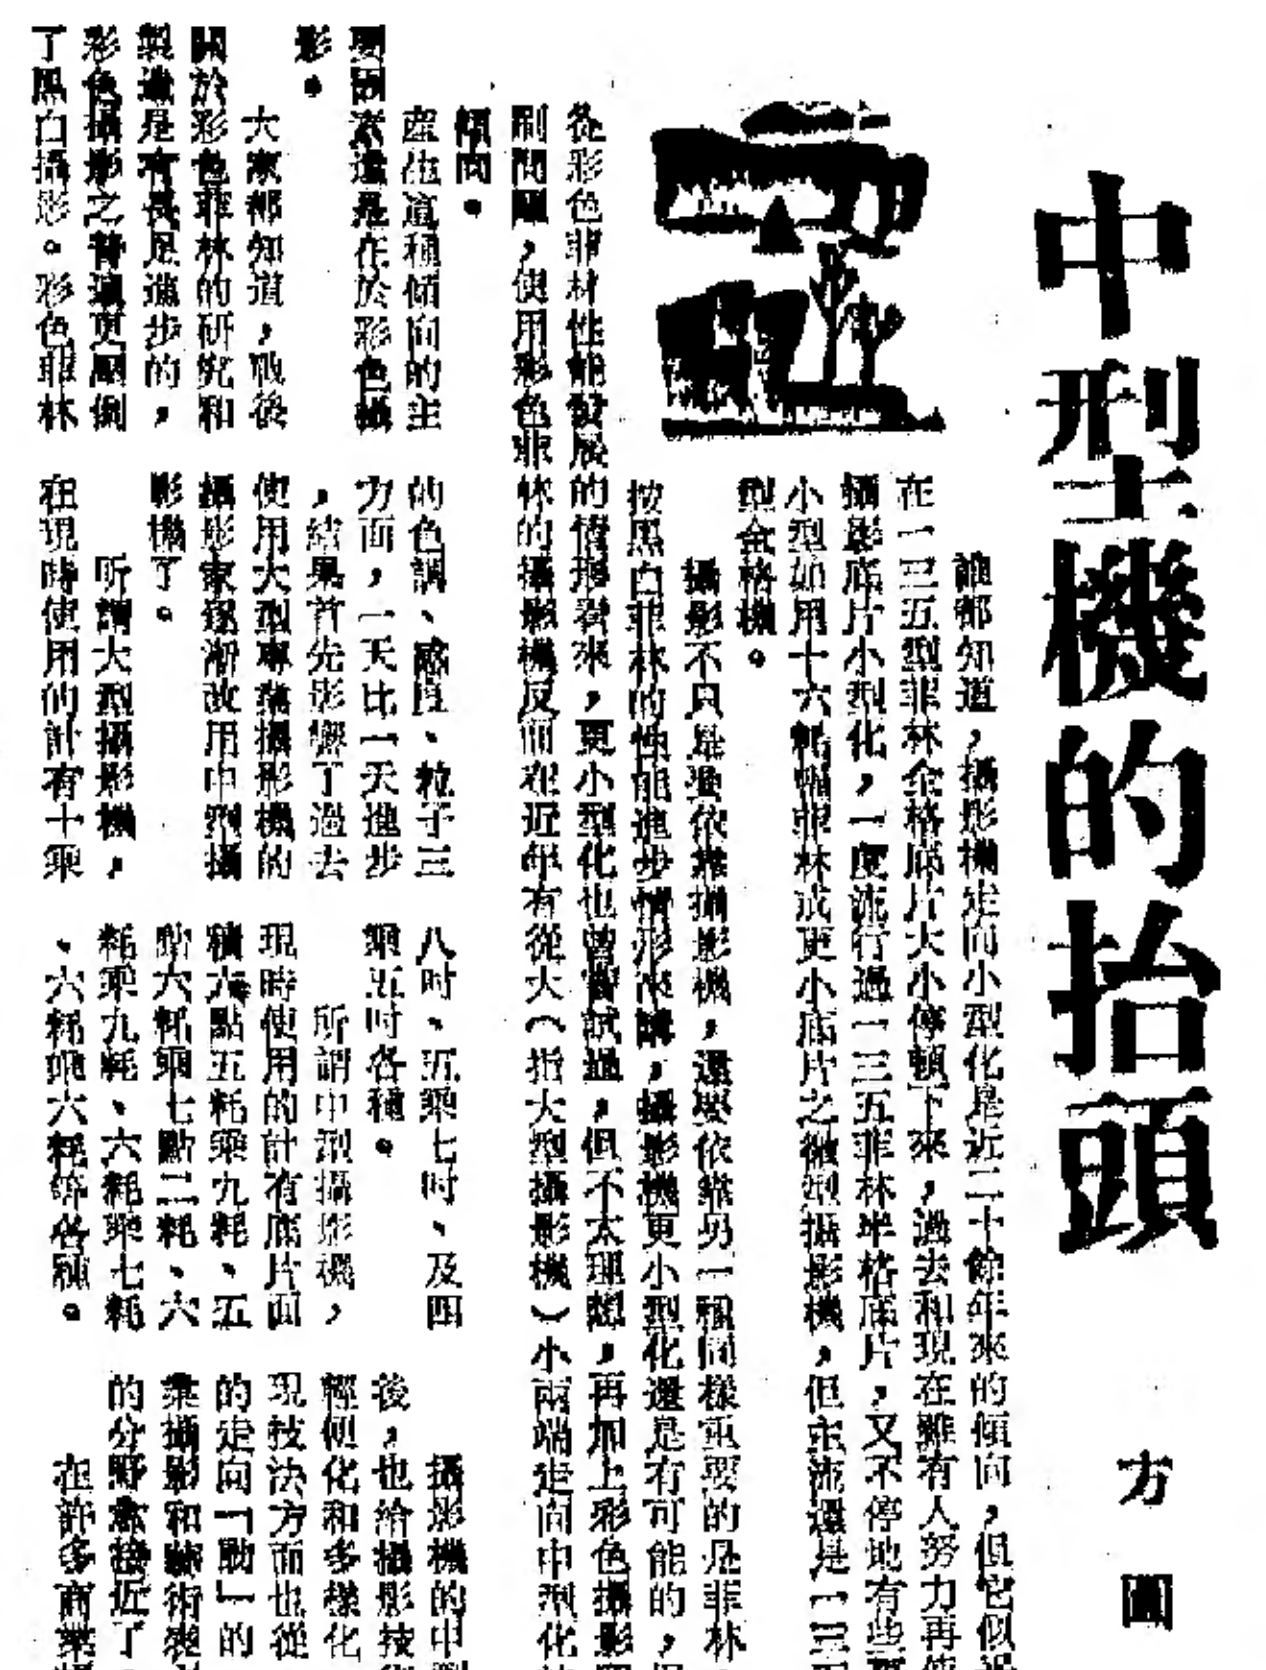 中型機的抬頭
方圓
誰都知道，攝影機走向小型化是近二十餘年來的傾向，但它似
在一三五型菲林全格底片大小停頓下來，過去和現在雖有人努力再使
攝影底片小型化，一度流行過一三五菲林半格底片，又不停地有些
小型如用十六粍幅菲林或更小底片之微型攝影機，但主流還是一三五
型全格機。
攝影不只是要依靠攝影機，還要依靠另一種同樣重要的是菲林，
按黑白菲林的性能進步情形來講，攝影機更小型化還是有可能的，
從彩色菲林性能發展的情形看來，更小型化也曾嘗試過，但不太理想，再加上彩色攝影
刷問題，使用彩色菲林的攝影機反而在近年有從大（指大型攝影機）小兩端走向中型化
傾向。
產生這種傾向的主
要因素還是在於彩色攝
影。
大家都知道，戰後
關於彩色菲林的研究和
製造是有長足進步的，
彩色攝影之普遍更壓倒
了黑白攝影。彩色菲林
的色調、感度、粒子三
方面，一天比一天進步
，結果首先影響了過去
使用大型專業攝影機的
攝影家逐漸改用中型攝
影機了。
所謂大型攝影機，
在現時使用的計有十乘
八吋、五乘七吋、及四
乘五吋各種。
所謂中型攝影機，
現時使用的計有底片面
積六點五粍乘九粍、五
點六粍乘七點二粍、六
粍乘九粍、六粍乘七粍
、六粍乘六粍等各種。
攝影機的中型
後，也給攝影技
輕便化和多樣化
現技法方面也從
的走向「動」的
業攝影和藝術表
的分野愈接近了
在許多商業攝